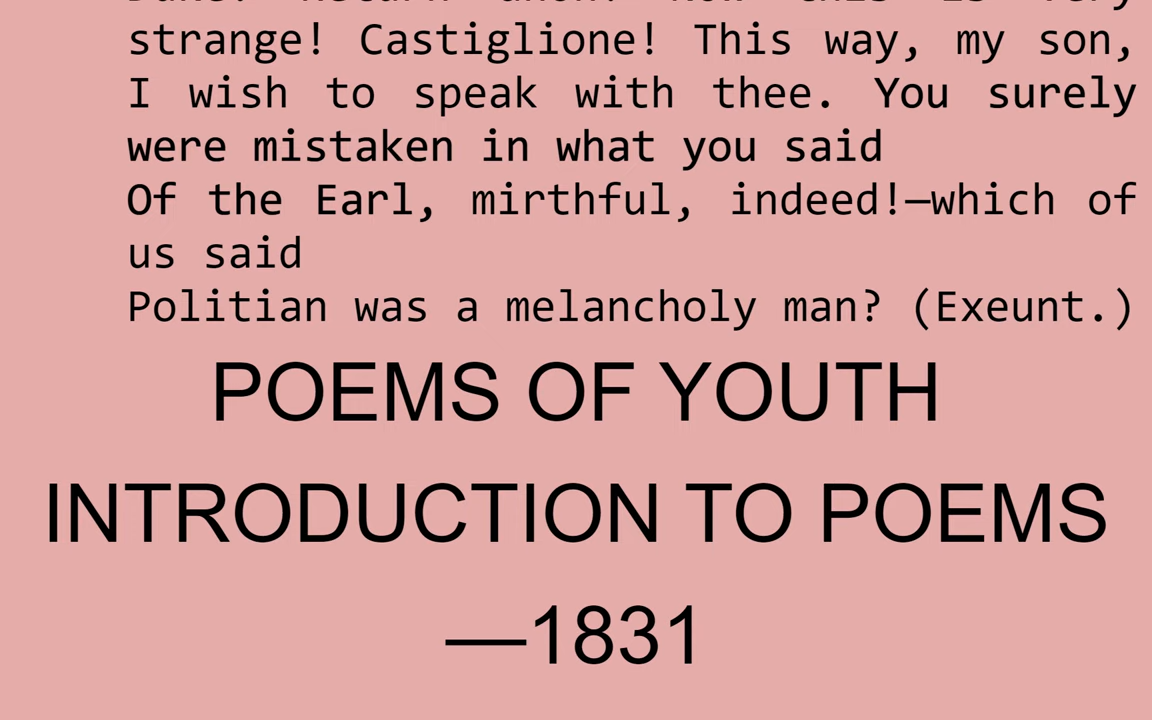 strange! Castiglione! This way, my son,
I wish to speak with thee. You surely
were mistaken in what you said
Of the Earl, mirthful, indeed!—which of
us said
Politian was a melancholy man? (Exeunt.)
POEMS OF YOUTH
INTRODUCTION TO POEMS
—1831